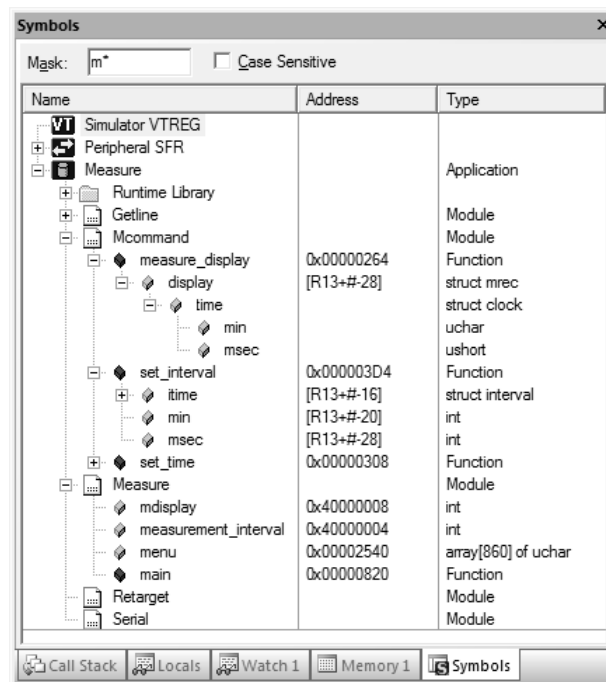 Symbols ×
Mask: m* Case Sensitive
Name Address Type
VT Simulator VTREG
Peripheral SFR
Measure Application
Runtime Library
Getline Module
Mcommand Module
measure_display 0x00000264 Function
display [R13+#-28] struct mrec
time struct clock
min uchar
msec ushort
set_interval 0x000003D4 Function
itime [R13+#-16] struct interval
min [R13+#-20] int
msec [R13+#-28] int
set_time 0x00000308 Function
Measure Module
mdisplay 0x40000008 int
measurement_interval 0x40000004 int
menu 0x00002540 array[860] of uchar
main 0x00000820 Function
Retarget Module
Serial Module
Call Stack Locals Watch 1 Memory 1 Symbols